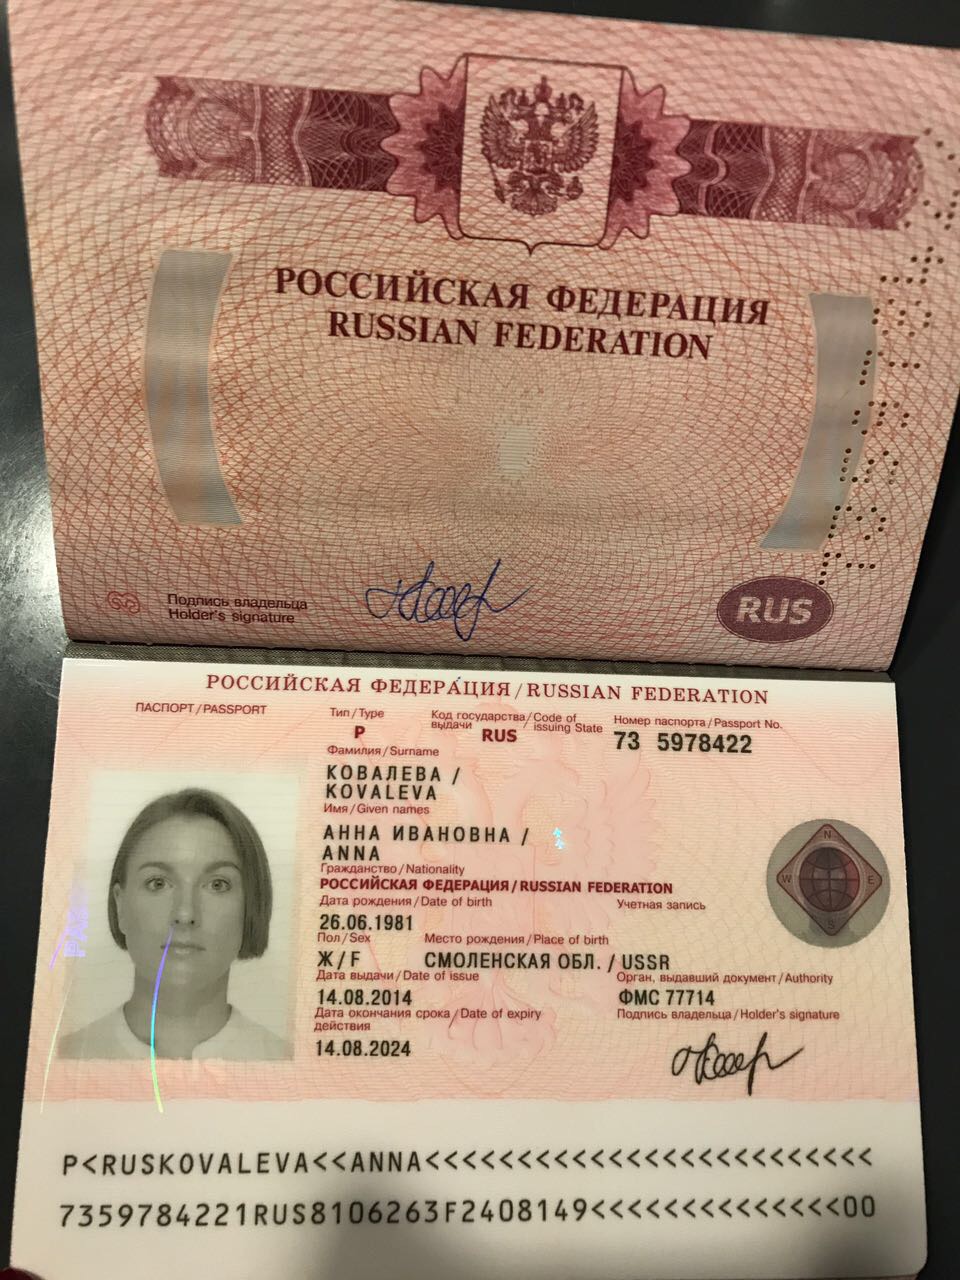 РОССИЙСКАЯ ФЕДЕРАЦИЯ
RUSSIAN FEDERATION
Подпись владельца
Holder's signature
RUS
РОССИЙСКАЯ ФЕДЕРАЦИЯ / RUSSIAN FEDERATION
ПАСПОРТ / PASSPORT
Тип / Type
Код государства / Code of
выдачи issuing State
Номер паспорта / Passport No.
P
RUS
73 5978422
Фамилия / Surname
КОВАЛЕВА /
KOVALEVA
Имя / Given names
АННА ИВАНОВНА /
ANNA
Гражданство / Nationality
РОССИЙСКАЯ ФЕДЕРАЦИЯ / RUSSIAN FEDERATION
Дата рождения / Date of birth
Учетная запись
26.06.1981
Пол / Sex
Место рождения / Place of birth
Ж / F
СМОЛЕНСКАЯ ОБЛ. / USSR
Дата выдачи / Date of issue
Орган, выдавший документ / Authority
14.08.2014
ФМС 77714
Дата окончания срока / Date of expiry
действия
Подпись владельца / Holder's signature
14.08.2024
N
W
E
S
P<RUSKOVALEVA<<ANNA<<<<<<<<<<<<<<<<<<<<<<<<<
7359784221RUS8106263F2408149<<<<<<<<<<<<<<00